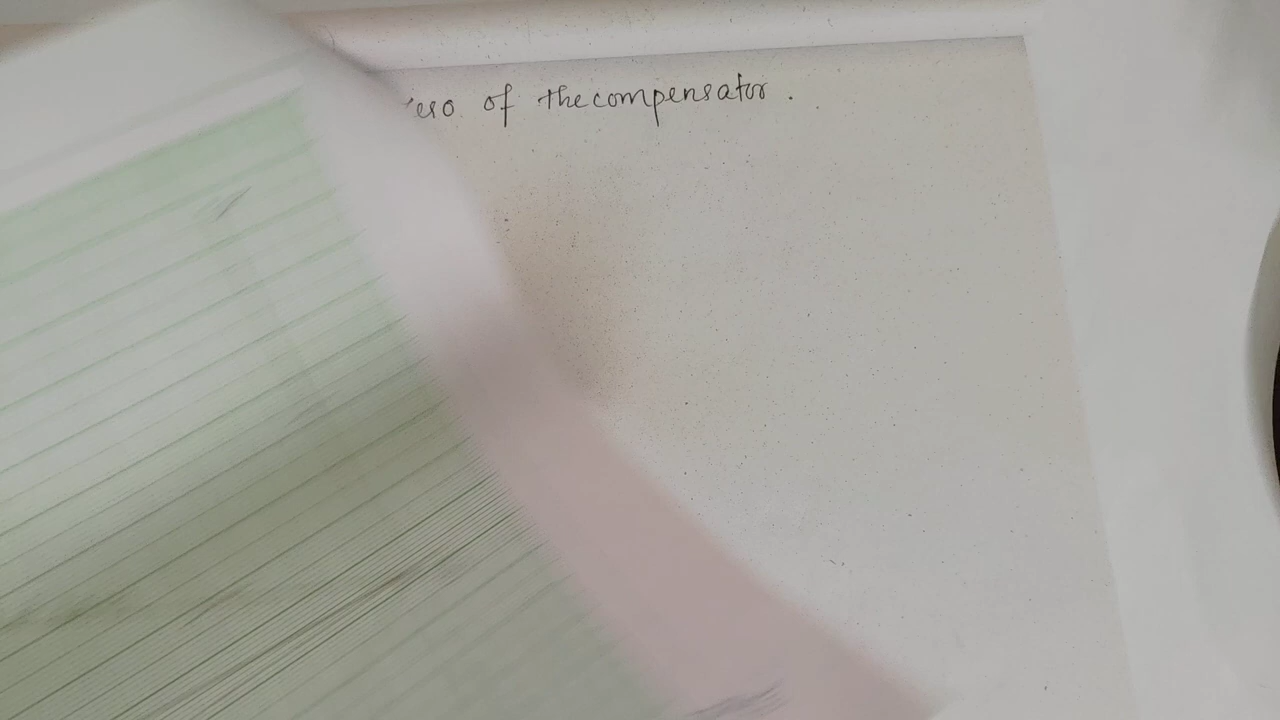 of the compensator.